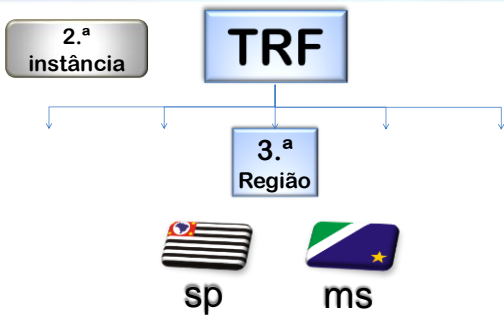 2.ª
instância
TRF
3.ª
Região
sp
ms